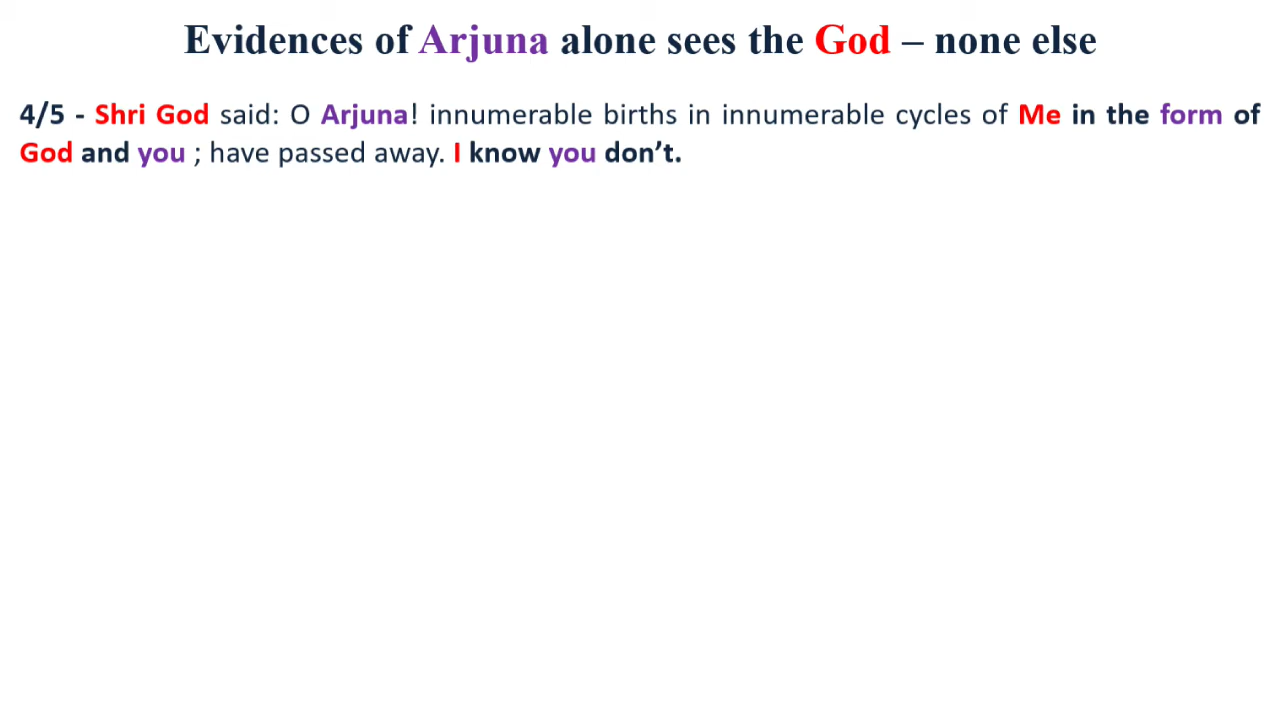 Evidences of Arjuna alone sees the God – none else
4/5 - Shri God said: O Arjuna! innumerable births in innumerable cycles of Me in the form of
God and you ; have passed away. I know you don’t.